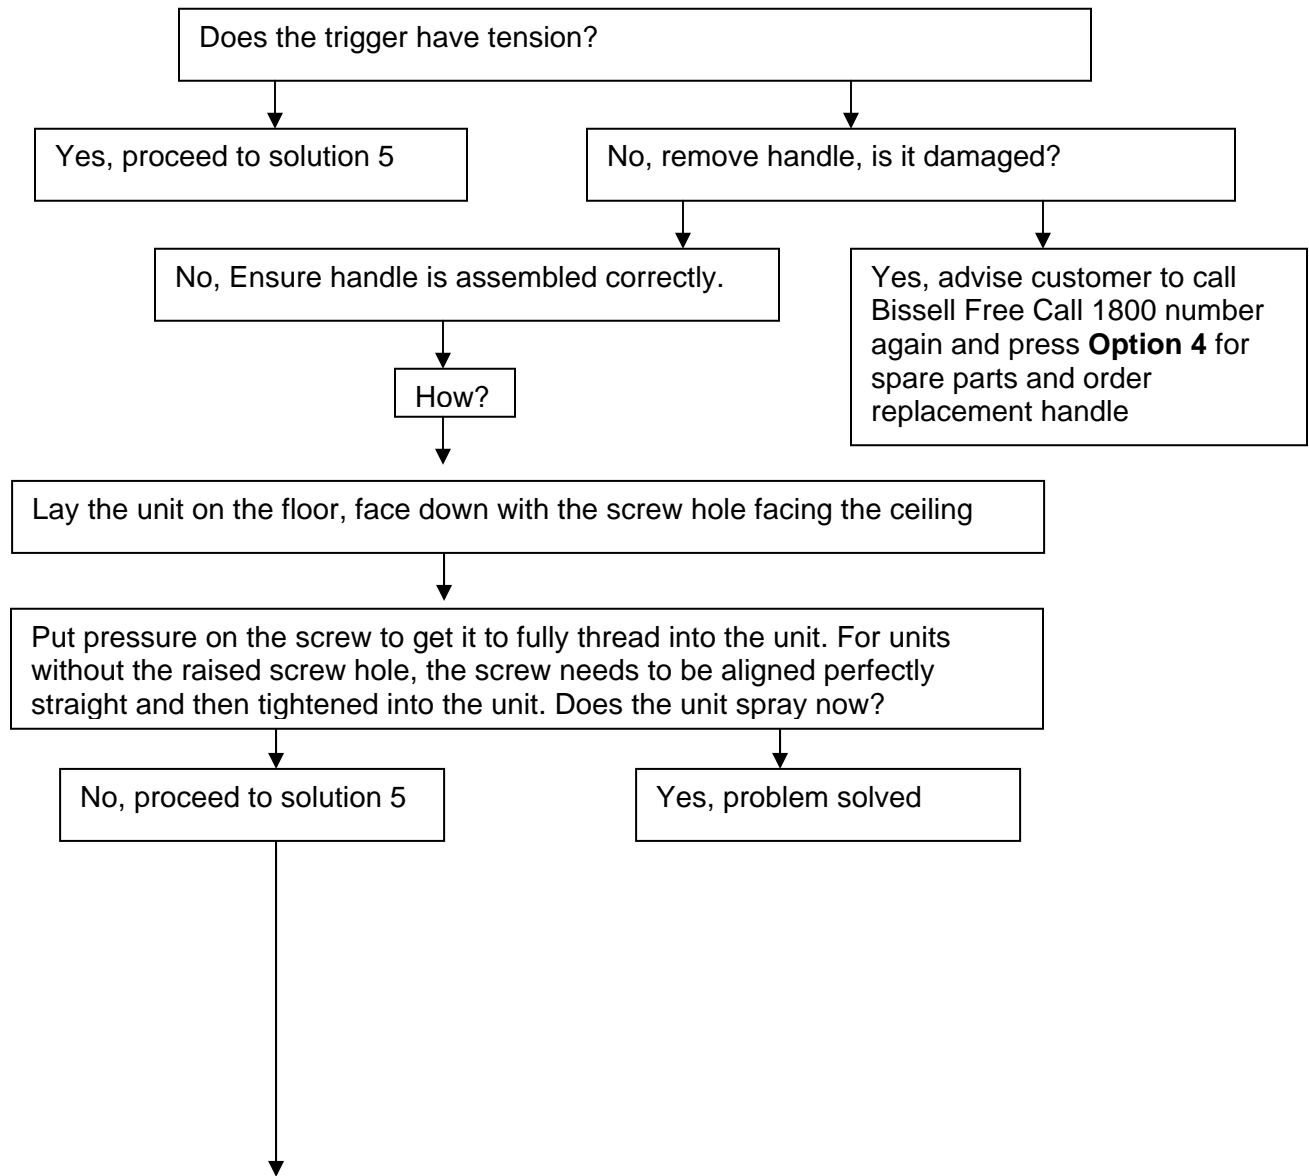 Does the trigger have tension?
Yes, proceed to solution 5
No, remove handle, is it damaged?
No, Ensure handle is assembled correctly.
Yes, advise customer to call
Bissell Free Call 1800 number
again and press Option 4 for
spare parts and order
replacement handle
How?
Lay the unit on the floor, face down with the screw hole facing the ceiling
Put pressure on the screw to get it to fully thread into the unit. For units
without the raised screw hole, the screw needs to be aligned perfectly
straight and then tightened into the unit. Does the unit spray now?
No, proceed to solution 5
Yes, problem solved